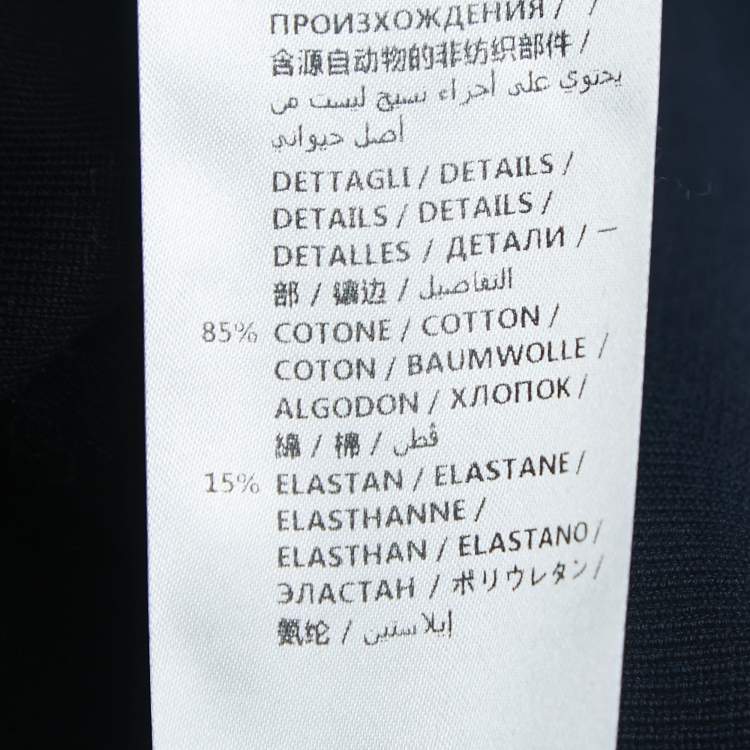 ПРОИЗХОЖДЕНИЯ / /
含源自动物的非纺织部件 /
يحتوي على أجزاء نسيج ليست من
أصل حيواني
DETTAGLI / DETAILS /
DETAILS / DETAILS /
DETALLES / ДЕТАЛИ / 一
部 / 镶边 / التفاصيل
85% COTONE / COTTON /
COTON / BAUMWOLLE /
ALGODON / ХЛОПОК /
綿 / 棉 / قطن
15% ELASTAN / ELASTANE /
ELASTHANNE /
ELASTHAN / ELASTANO /
ЭЛАСТАН / ポリウレタン /
氨纶 / إيلاستين